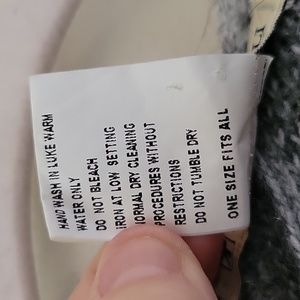 HAND WASH IN LUKE WARM
WATER ONLY
DO NOT BLEACH
IRON AT LOW SETTING
NORMAL DRY CLEANING
PROCEDURES WITHOUT
RESTRICTIONS
DO NOT TUMBLE DRY
ONE SIZE FITS ALL